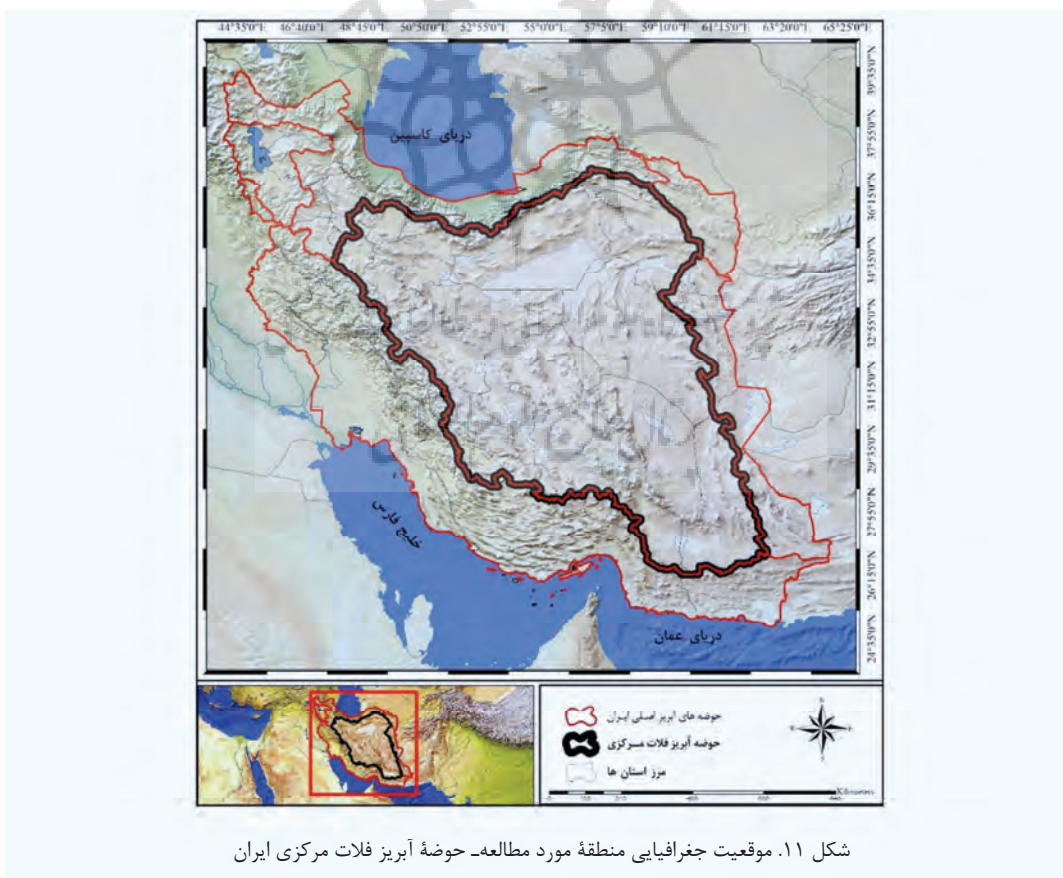 44°35'0"E 46°40'0"E 48°45'0"E 50°50'0"E 52°55'0"E 55°0'0"E 57°5'0"E 59°10'0"E 61°15'0"E 63°20'0"E 65°25'0"E
39°35'0"N
37°55'0"N
36°15'0"N
34°35'0"N
32°55'0"N
31°15'0"N
29°35'0"N
27°55'0"N
26°15'0"N
24°35'0"N
دریای کاسپین
خلیج فارس
دریای عمان
حوضه های آبریز اصلی ایران
حوضه آبریز فلات مرکزی
مرز استان ها
Kilometers
شکل ۱۱. موقعیت جغرافیایی منطقهٔ مورد مطالعه‌ـ حوضهٔ آبریز فلات مرکزی ایران